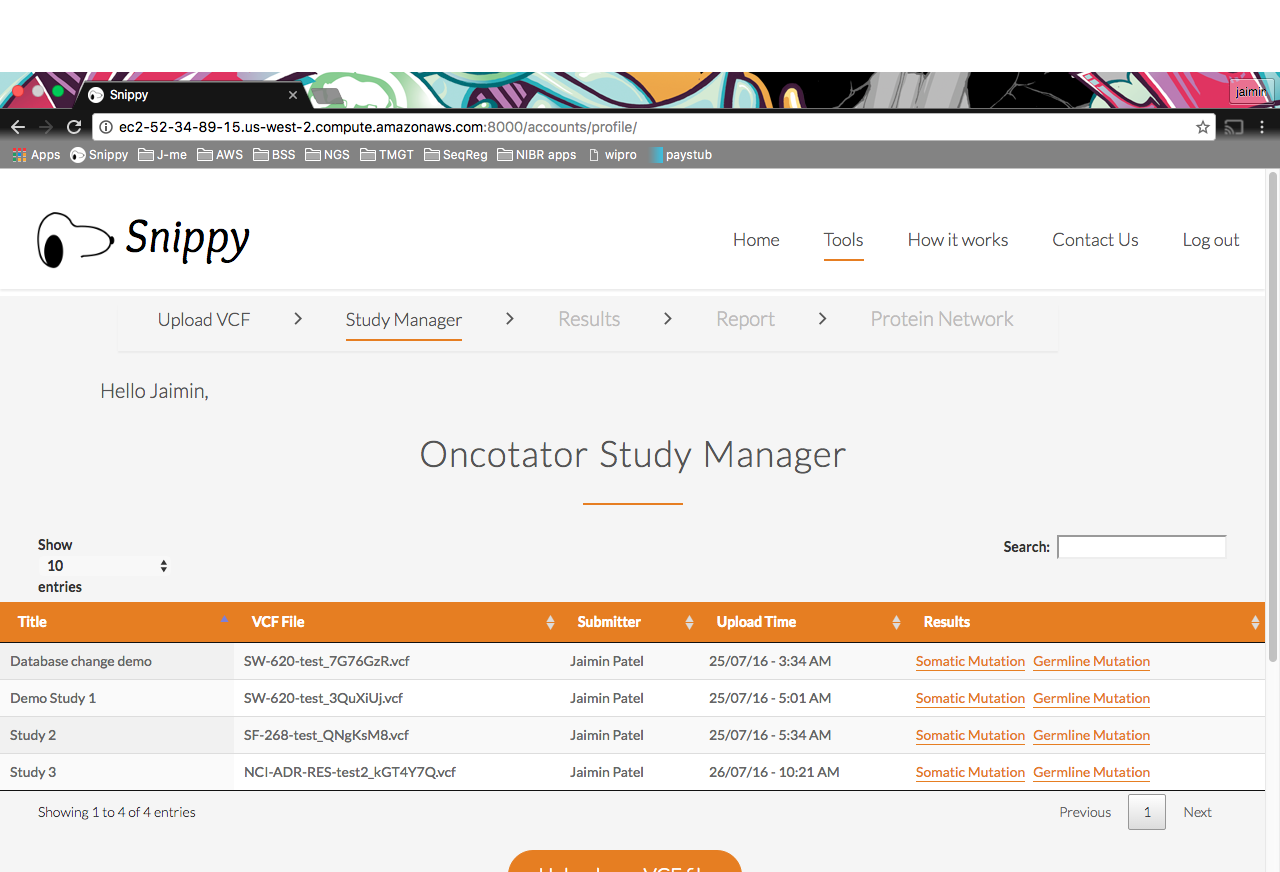 Snippy
jaimin
ec2-52-34-89-15.us-west-2.compute.amazonaws.com:8000/accounts/profile/
Apps Snippy J-me AWS BSS NGS TMGT SeqReg NIBR apps wipro paystub
Snippy Home Tools How it works Contact Us Log out
Upload VCF Study Manager Results Report Protein Network
Hello Jaimin,
Oncotator Study Manager
Show
10
entries
Search:
Title VCF File Submitter Upload Time Results
Database change demo SW-620-test_7G76GzR.vcf Jaimin Patel 25/07/16 - 3:34 AM Somatic Mutation Germline Mutation
Demo Study 1 SW-620-test_3QuXiUj.vcf Jaimin Patel 25/07/16 - 5:01 AM Somatic Mutation Germline Mutation
Study 2 SF-268-test_QNgKsM8.vcf Jaimin Patel 25/07/16 - 5:34 AM Somatic Mutation Germline Mutation
Study 3 NCI-ADR-RES-test2_kGT4Y7Q.vcf Jaimin Patel 26/07/16 - 10:21 AM Somatic Mutation Germline Mutation
Showing 1 to 4 of 4 entries Previous 1 Next